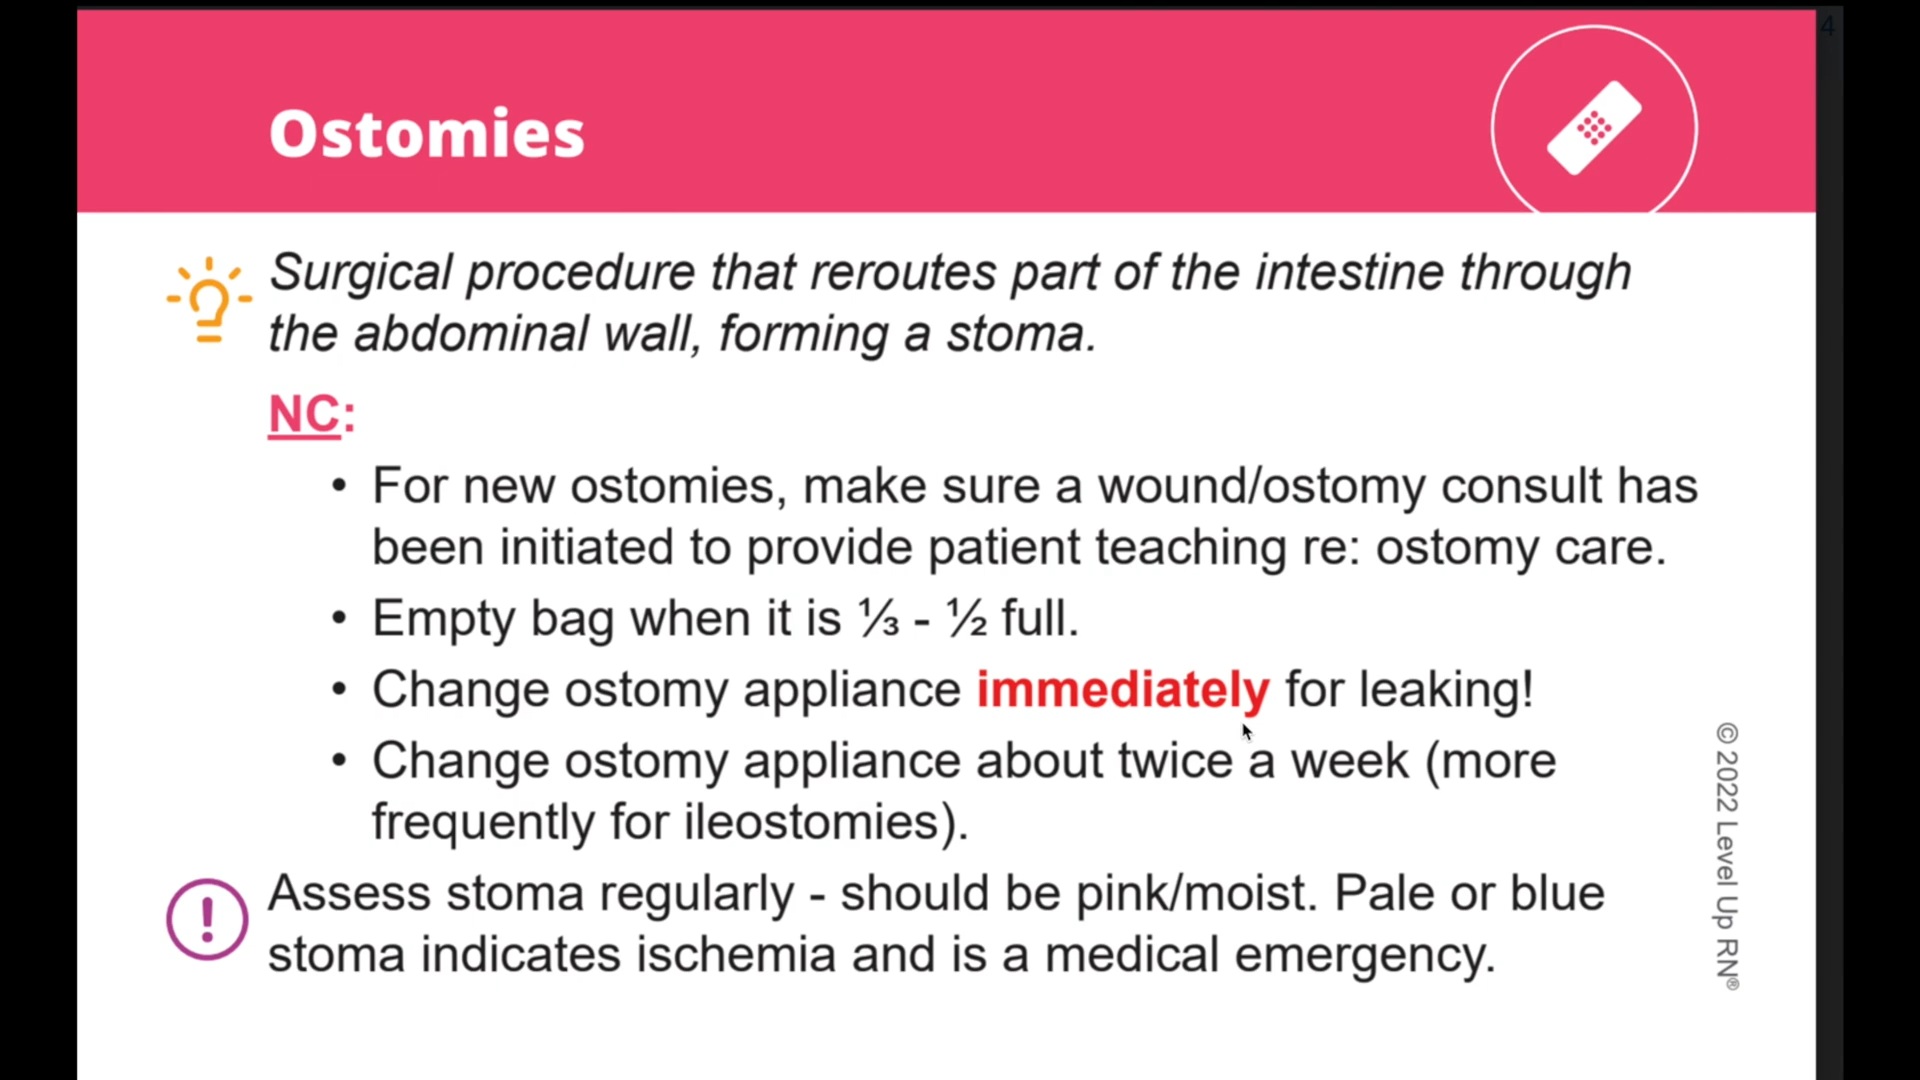 4
Ostomies
Surgical procedure that reroutes part of the intestine through
the abdominal wall, forming a stoma.
NC:
• For new ostomies, make sure a wound/ostomy consult has
been initiated to provide patient teaching re: ostomy care.
• Empty bag when it is ⅓ - ½ full.
• Change ostomy appliance immediately for leaking!
• Change ostomy appliance about twice a week (more
frequently for ileostomies).
! Assess stoma regularly - should be pink/moist. Pale or blue
stoma indicates ischemia and is a medical emergency.
© 2022 Level Up RN®